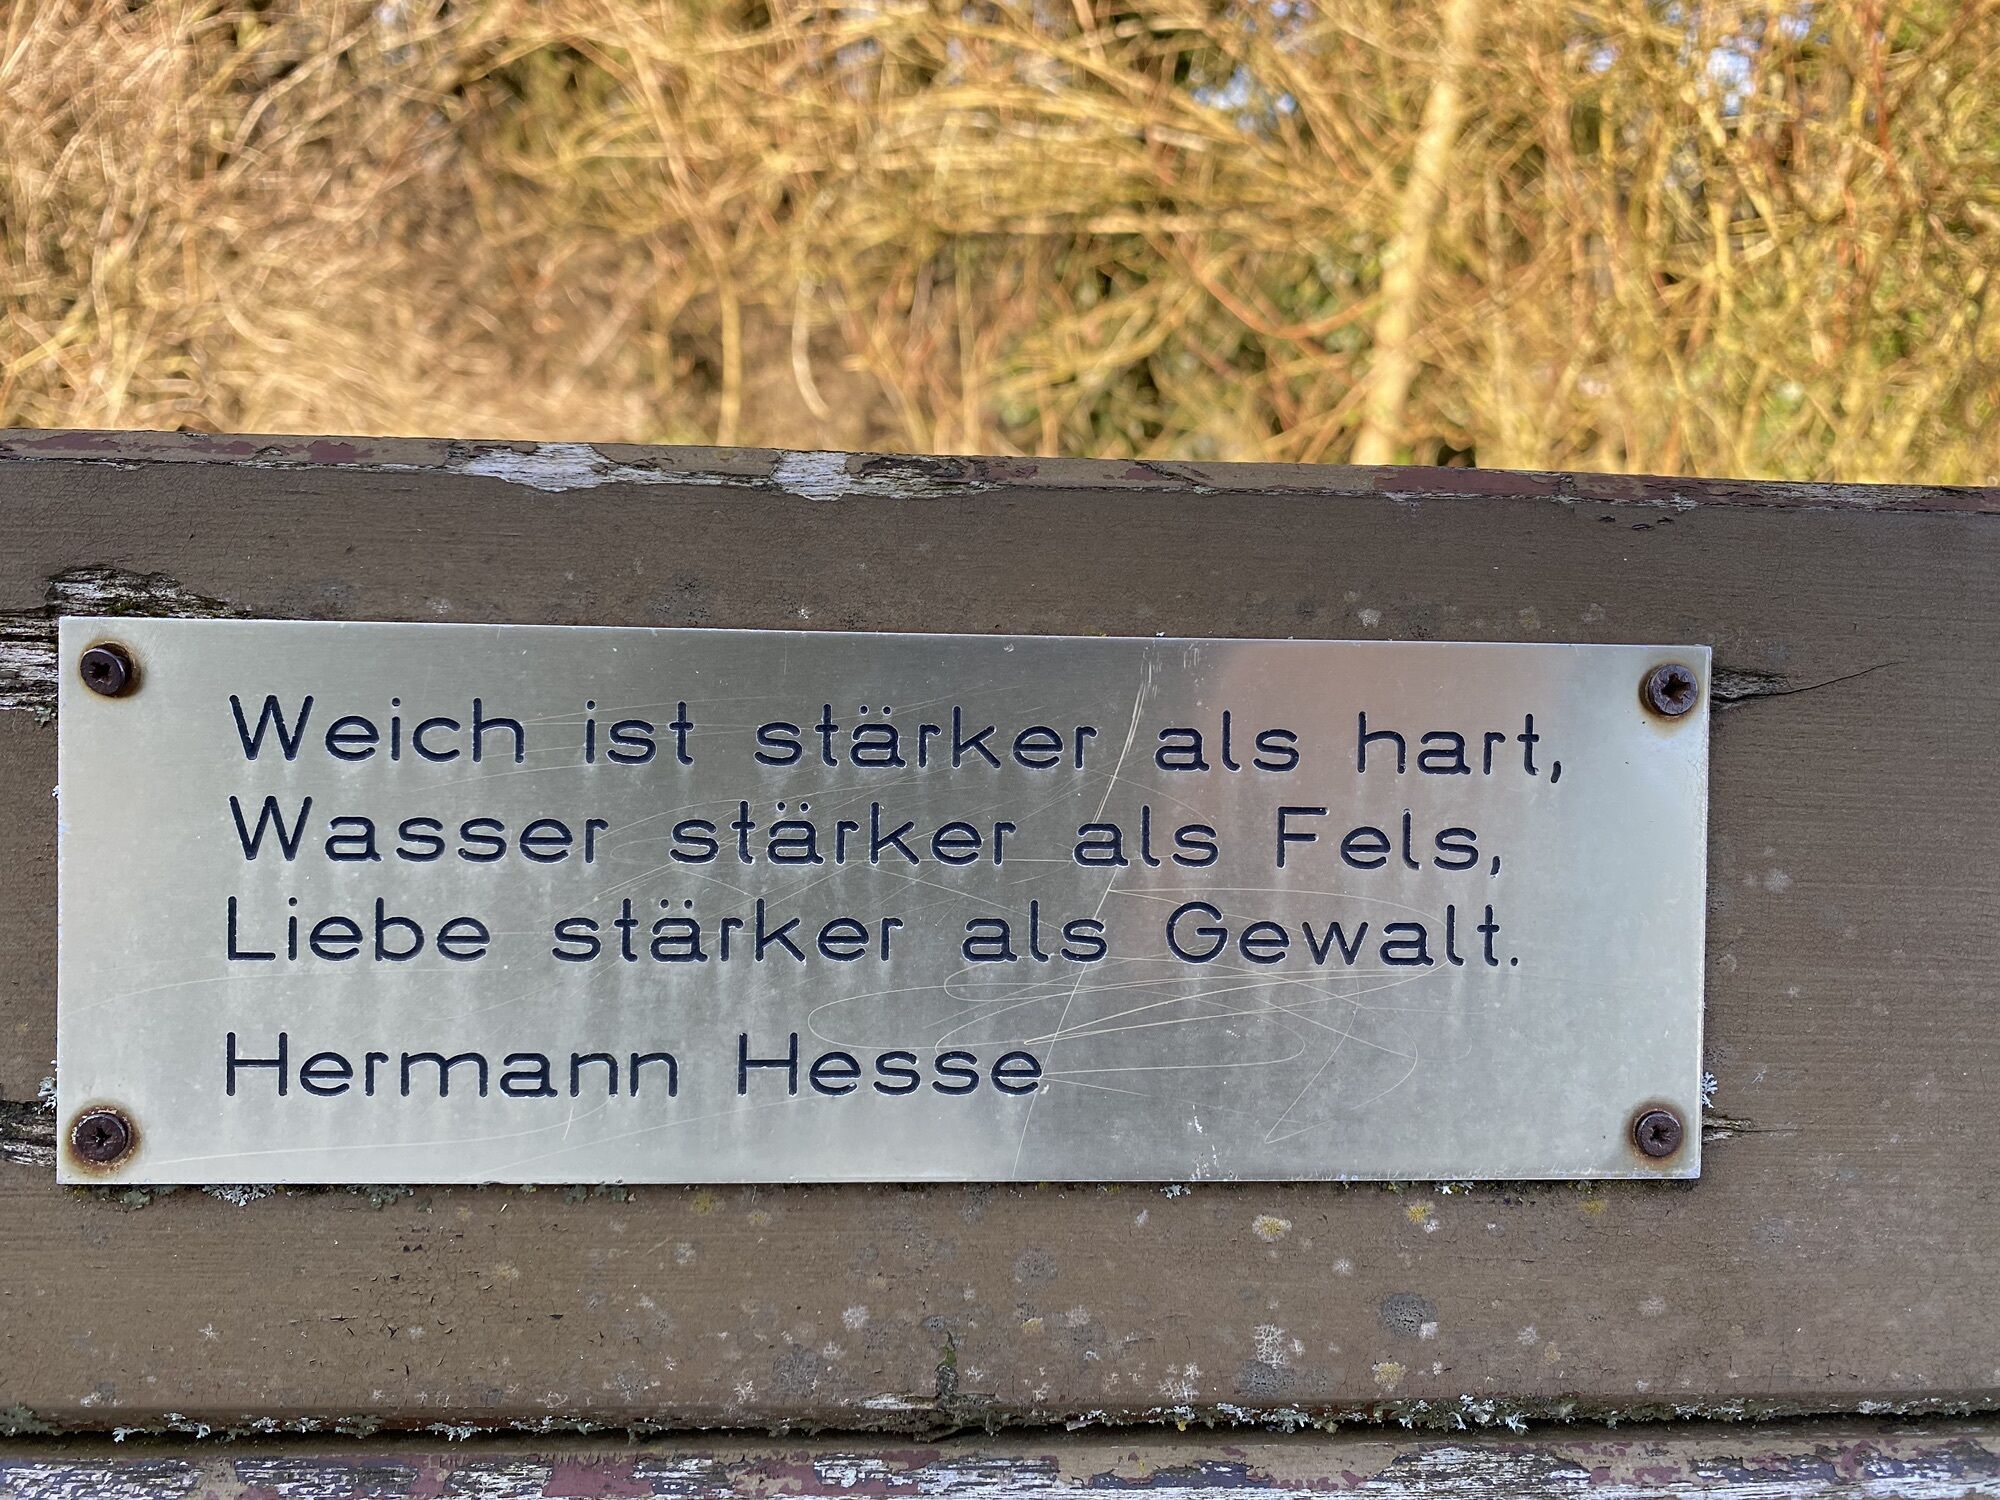 Weich ist stärker als hart,
Wasser stärker als Fels,
Liebe stärker als Gewalt.
Hermann Hesse